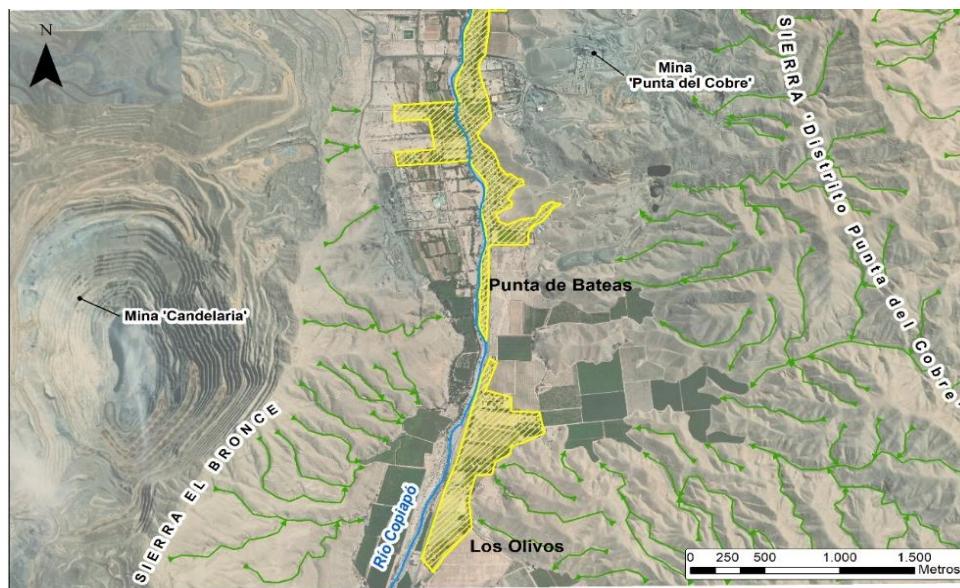 N
Mina
'Punta del Cobre'
SIERRA 'Distrito Punta del Cobre'
Punta de Bateas
Mina 'Candelaria'
SIERRA EL BRONCE
Río Copiapó
Los Olivos
0 250 500 1.000 1.500
Metros